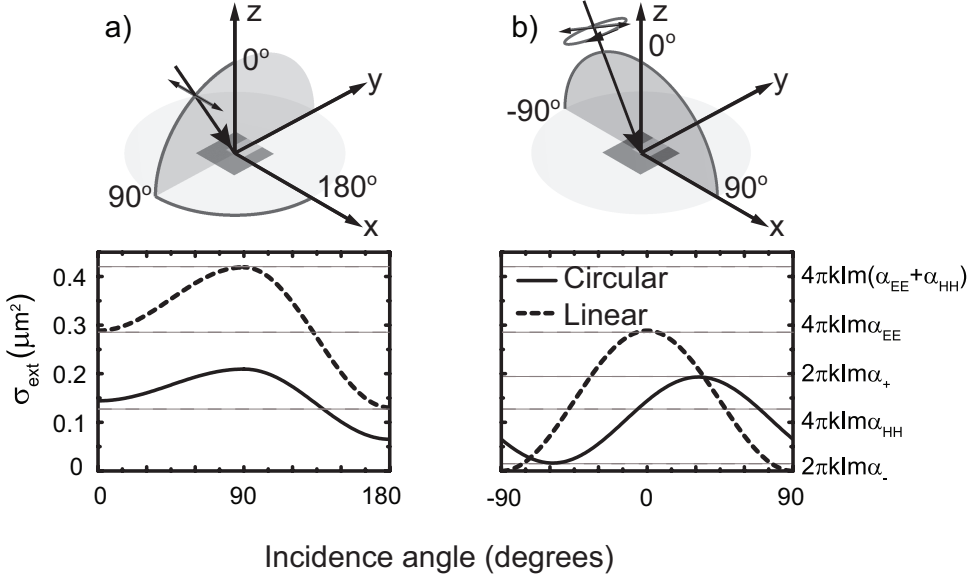 a)
z
0°
y
90°
180°
x
b)
z
0°
y
-90°
90°
x
σext (μm²)
0.4
0.3
0.2
0.1
0
0
90
180
Circular
Linear
-90
0
90
4πkIm(αEE+αHH)
4πkImαEE
2πkImα+
4πkImαHH
2πkImα-
Incidence angle (degrees)